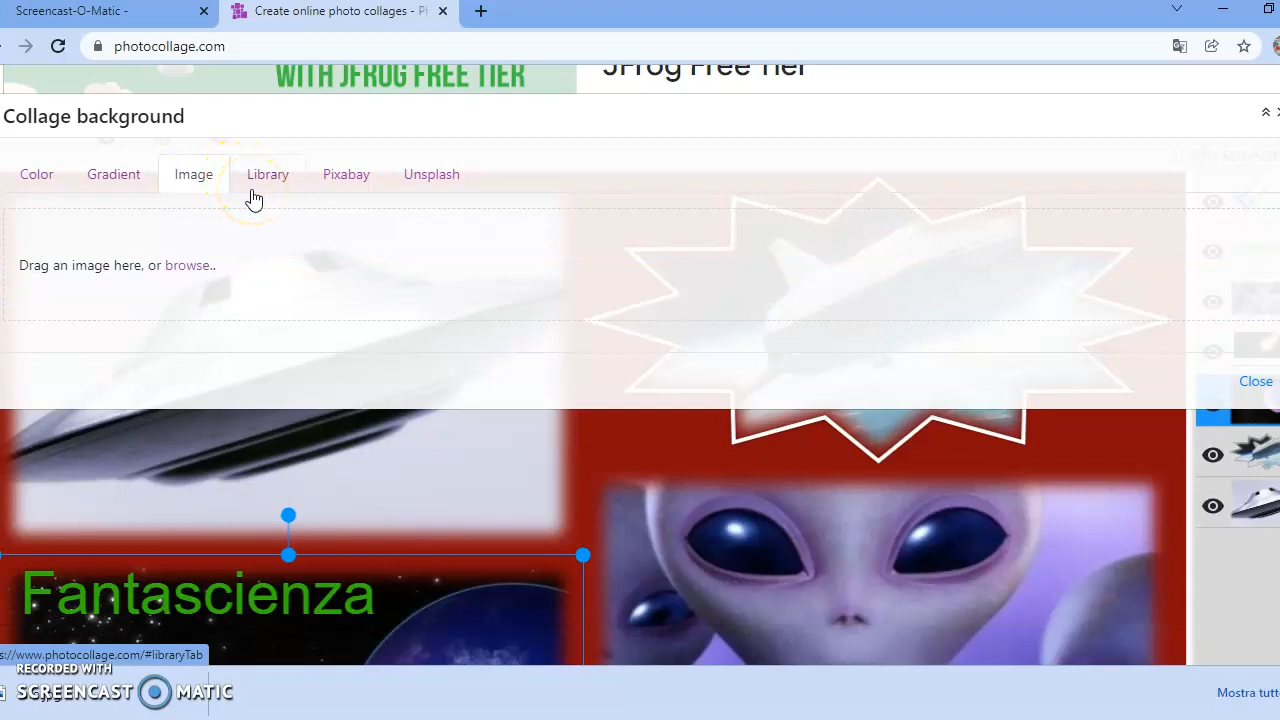 Screencast-O-Matic -
Create online photo collages -
photocollage.com
WITH JFROG FREE TIER
JFrog Free Tier
Collage background
Color
Gradient
Image
Library
Pixabay
Unsplash
Drag an image here, or browse..
Close
Fantascienza
s://www.photocollage.com/#libraryTab
RECORDED WITH
SCREENCAST MATIC
Mostra tutt